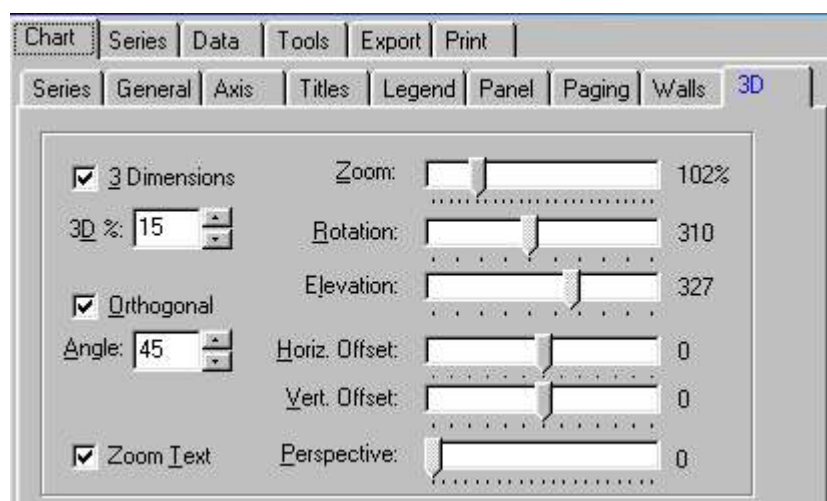 Chart Series Data Tools Export Print
Series General Axis Titles Legend Panel Paging Walls 3D
3 Dimensions Zoom: 102%
3D %: 15 Rotation: 310
Elevation: 327
Orthogonal
Angle: 45 Horiz. Offset: 0
Vert. Offset: 0
Zoom Text Perspective: 0